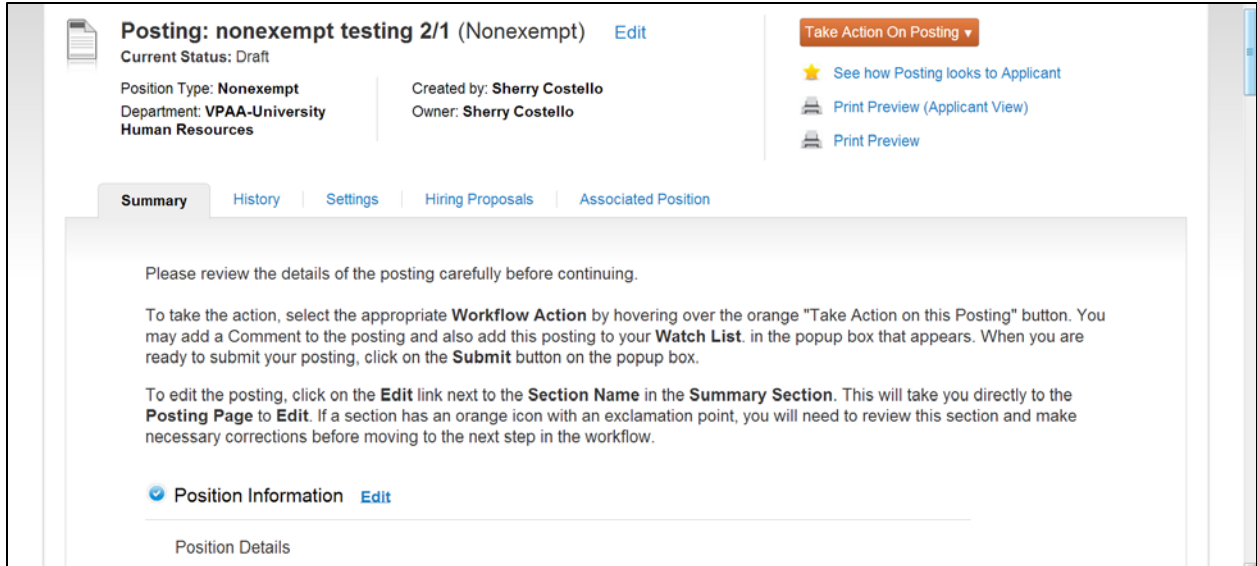 Posting: nonexempt testing 2/1 (Nonexempt) Edit
Current Status: Draft
Position Type: Nonexempt
Department: VPAA-University
Human Resources
Created by: Sherry Costello
Owner: Sherry Costello
Take Action On Posting ▾
See how Posting looks to Applicant
Print Preview (Applicant View)
Print Preview
Summary History Settings Hiring Proposals Associated Position
Please review the details of the posting carefully before continuing.
To take the action, select the appropriate Workflow Action by hovering over the orange "Take Action on this Posting" button. You
may add a Comment to the posting and also add this posting to your Watch List. in the popup box that appears. When you are
ready to submit your posting, click on the Submit button on the popup box.
To edit the posting, click on the Edit link next to the Section Name in the Summary Section. This will take you directly to the
Posting Page to Edit. If a section has an orange icon with an exclamation point, you will need to review this section and make
necessary corrections before moving to the next step in the workflow.
Position Information Edit
Position Details